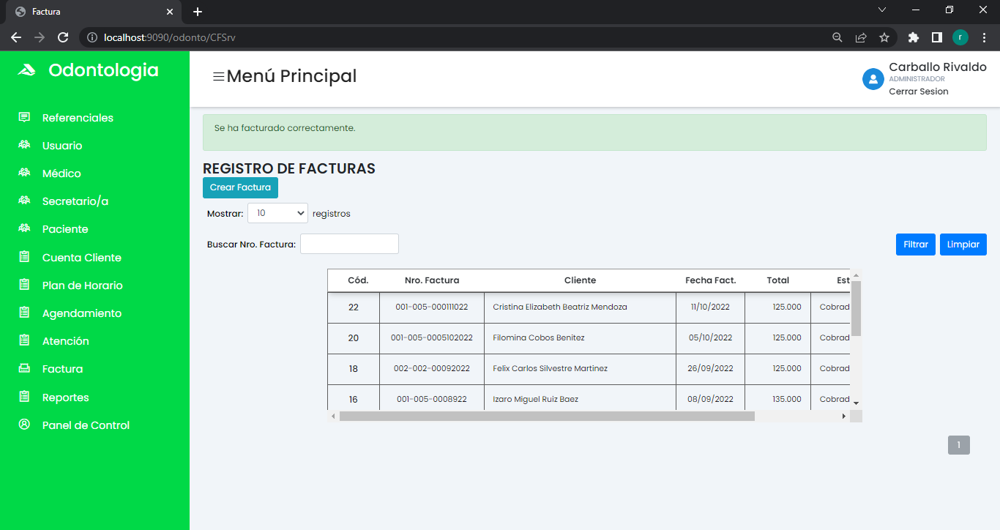 Factura
localhost:9090/odonto/CFSrv
r
Odontologia
Menú Principal
Carballo Rivaldo
ADMINISTRADOR
Cerrar Sesion
Referenciales
Usuario
Médico
Secretario/a
Paciente
Cuenta Cliente
Plan de Horario
Agendamiento
Atención
Factura
Reportes
Panel de Control
Se ha facturado correctamente.
REGISTRO DE FACTURAS
Crear Factura
Mostrar: 10 registros
Buscar Nro. Factura: Filtrar Limpiar
Cód. Nro. Factura Cliente Fecha Fact. Total Est
22 001-005-000111022 Cristina Elizabeth Beatriz Mendoza 11/10/2022 125.000 Cobrad
20 001-005-0005102022 Filomina Cobos Benitez 05/10/2022 125.000 Cobrad
18 002-002-00092022 Felix Carlos Silvestre Martinez 26/09/2022 125.000 Cobrad
16 001-005-0008922 Izaro Miguel Ruiz Baez 08/09/2022 135.000 Cobrad
1